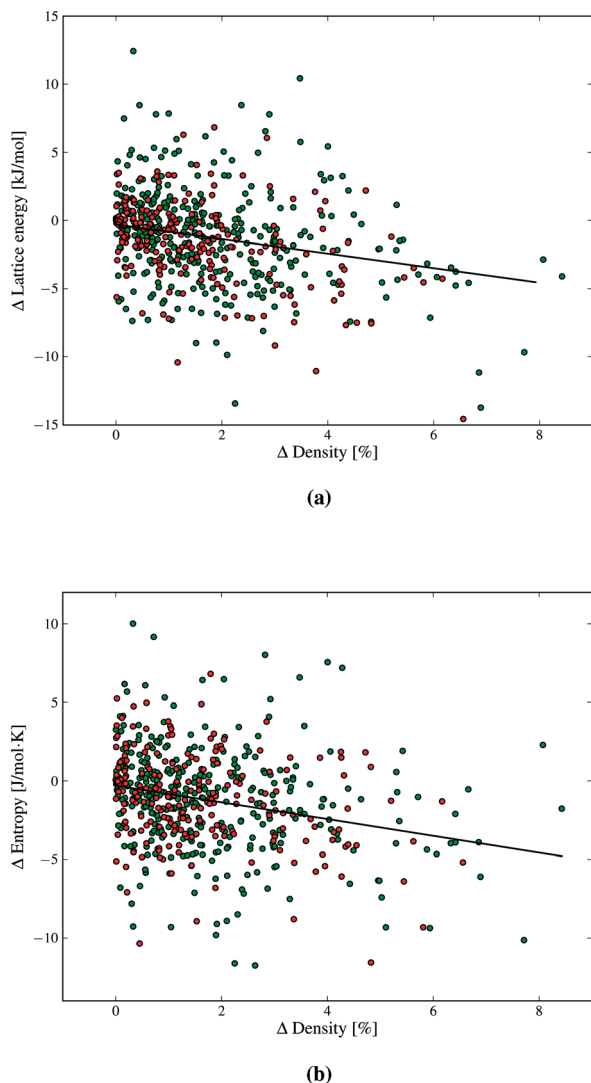 15
10
5
0
−5
−10
−15
Δ Lattice energy [kJ/mol]
0 2 4 6 8
Δ Density [%]
(a)
10
5
0
−5
−10
Δ Entropy [J/mol·K]
0 2 4 6 8
Δ Density [%]
(b)